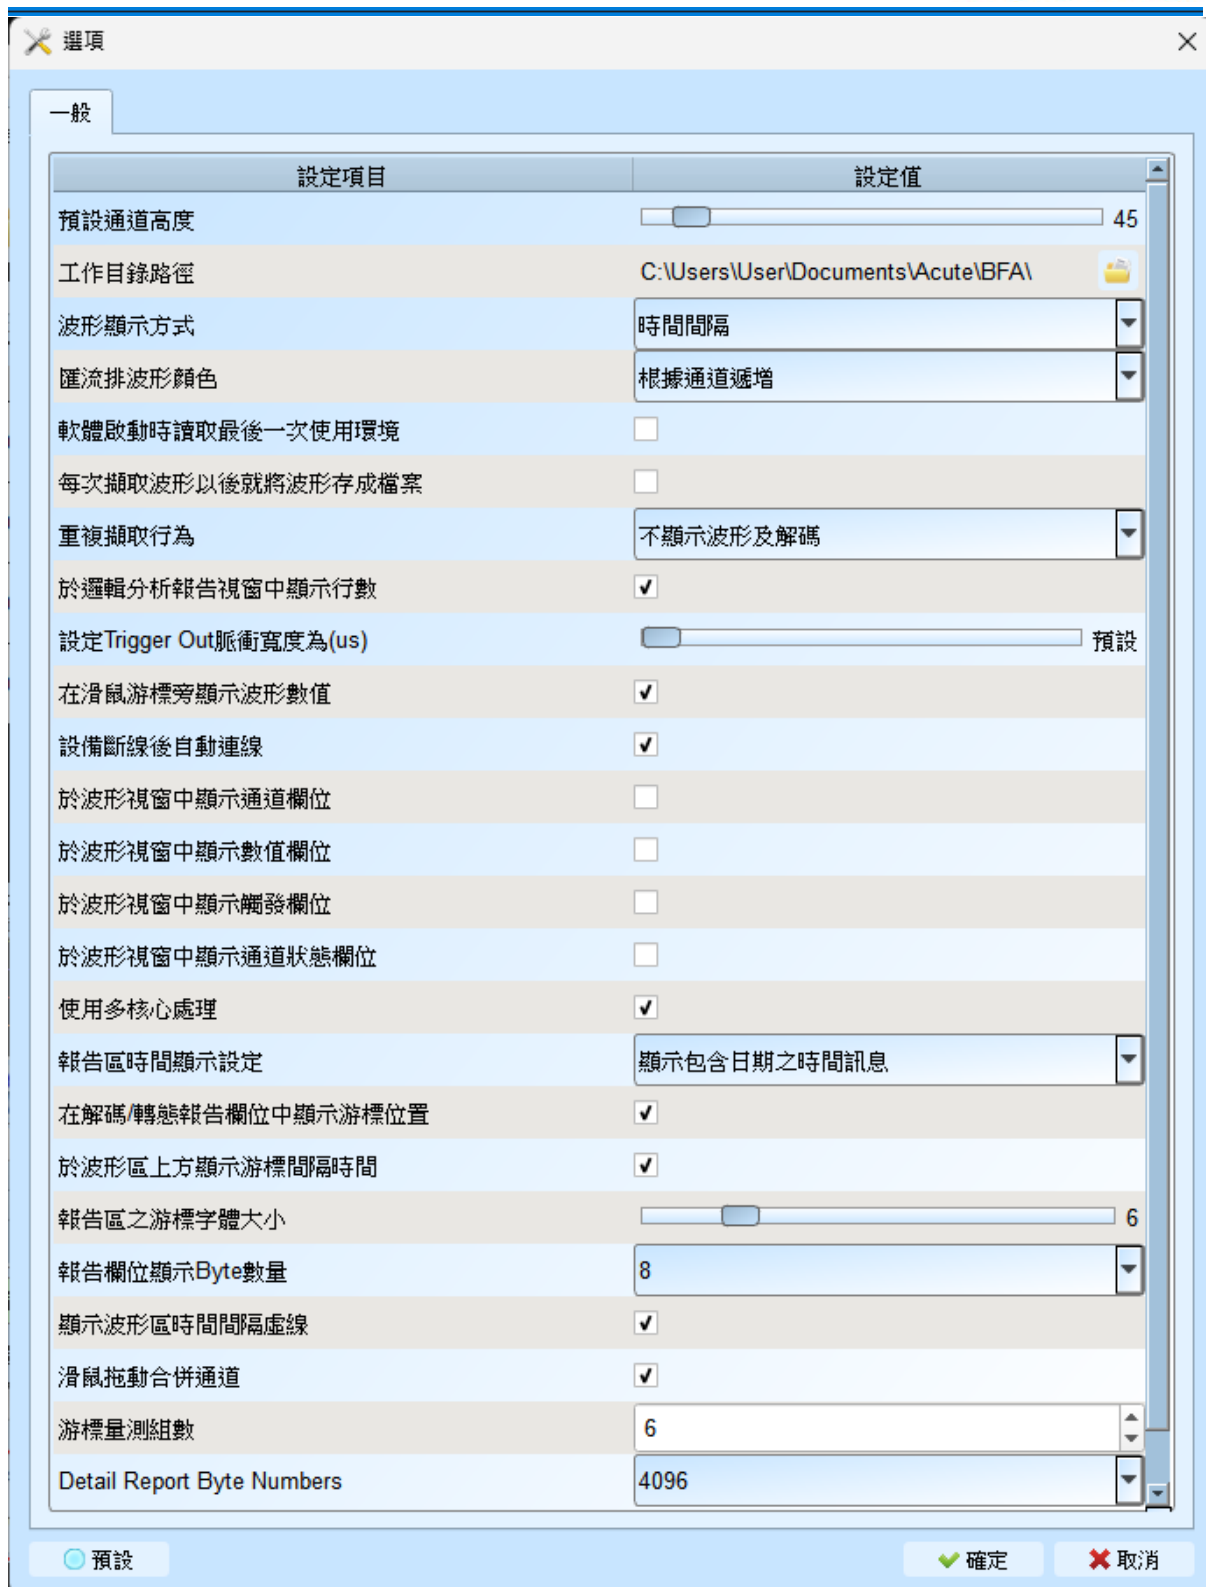 選項
一般
設定項目 設定值
預設通道高度 45
工作目錄路徑 C:\Users\User\Documents\Acute\BFA\
波形顯示方式 時間間隔
匯流排波形顏色 根據通道遞增
軟體啟動時讀取最後一次使用環境
每次擷取波形以後就將波形存成檔案
重複擷取行為 不顯示波形及解碼
於邏輯分析報告視窗中顯示行數
設定Trigger Out脈衝寬度為(us) 預設
在滑鼠游標旁顯示波形數值
設備斷線後自動連線
於波形視窗中顯示通道欄位
於波形視窗中顯示數值欄位
於波形視窗中顯示觸發欄位
於波形視窗中顯示通道狀態欄位
使用多核心處理
報告區時間顯示設定 顯示包含日期之時間訊息
在解碼/轉態報告欄位中顯示游標位置
於波形區上方顯示游標間隔時間
報告區之游標字體大小 6
報告欄位顯示Byte數量 8
顯示波形區時間間隔虛線
滑鼠拖動合併通道
游標量測組數 6
Detail Report Byte Numbers 4096
預設 確定 取消